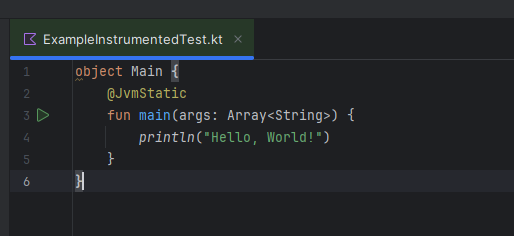 ExampleInstrumentedTest.kt
1 object Main {
2 @JvmStatic
3 fun main(args: Array<String>) {
4 println("Hello, World!")
5 }
6 }